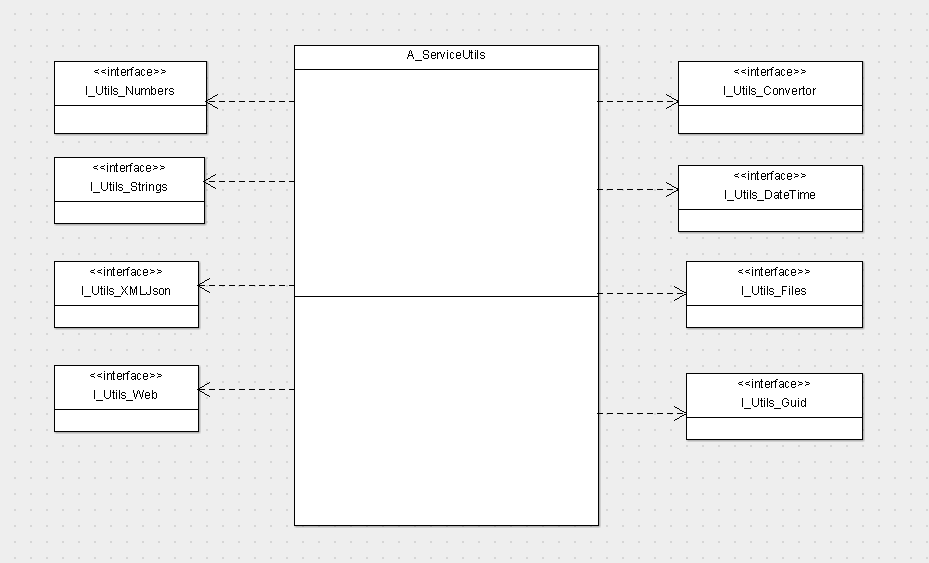 A_ServiceUtils
<<interface>>
I_Utils_Numbers
<<interface>>
I_Utils_Strings
<<interface>>
I_Utils_XMLJson
<<interface>>
I_Utils_Web
<<interface>>
I_Utils_Convertor
<<interface>>
I_Utils_DateTime
<<interface>>
I_Utils_Files
<<interface>>
I_Utils_Guid